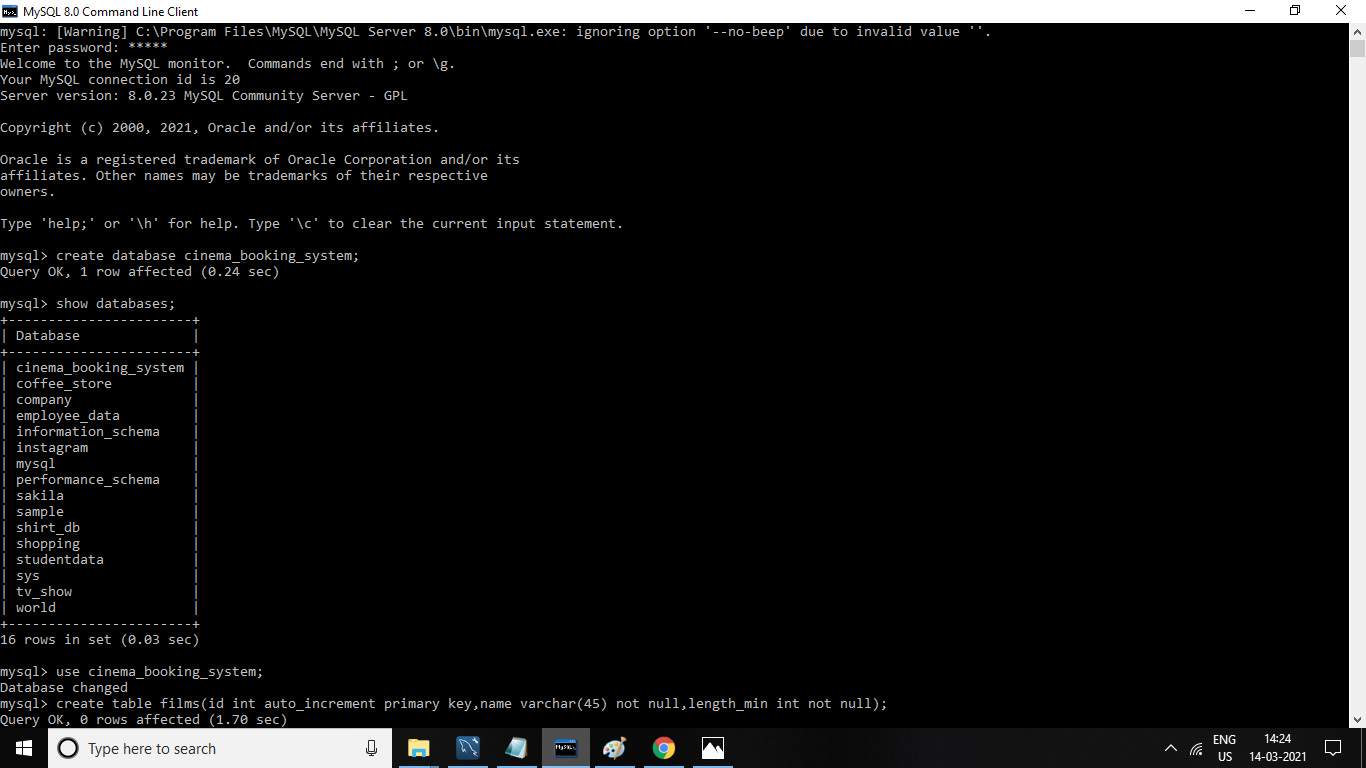 MySQL 8.0 Command Line Client
mysql: [Warning] C:\Program Files\MySQL\MySQL Server 8.0\bin\mysql.exe: ignoring option '--no-beep' due to invalid value ''.
Enter password: *****
Welcome to the MySQL monitor.  Commands end with ; or \g.
Your MySQL connection id is 20
Server version: 8.0.23 MySQL Community Server - GPL

Copyright (c) 2000, 2021, Oracle and/or its affiliates.

Oracle is a registered trademark of Oracle Corporation and/or its
affiliates. Other names may be trademarks of their respective
owners.

Type 'help;' or '\h' for help. Type '\c' to clear the current input statement.

mysql> create database cinema_booking_system;
Query OK, 1 row affected (0.24 sec)

mysql> show databases;
+-----------------------+
| Database              |
+-----------------------+
| cinema_booking_system |
| coffee_store          |
| company               |
| employee_data         |
| information_schema    |
| instagram             |
| mysql                 |
| performance_schema    |
| sakila                |
| sample                |
| shirt_db              |
| shopping              |
| studentdata           |
| sys                   |
| tv_show               |
| world                 |
+-----------------------+
16 rows in set (0.03 sec)

mysql> use cinema_booking_system;
Database changed
mysql> create table films(id int auto_increment primary key,name varchar(45) not null,length_min int not null);
Query OK, 0 rows affected (1.70 sec)
Type here to search
ENG
US
14:24
14-03-2021